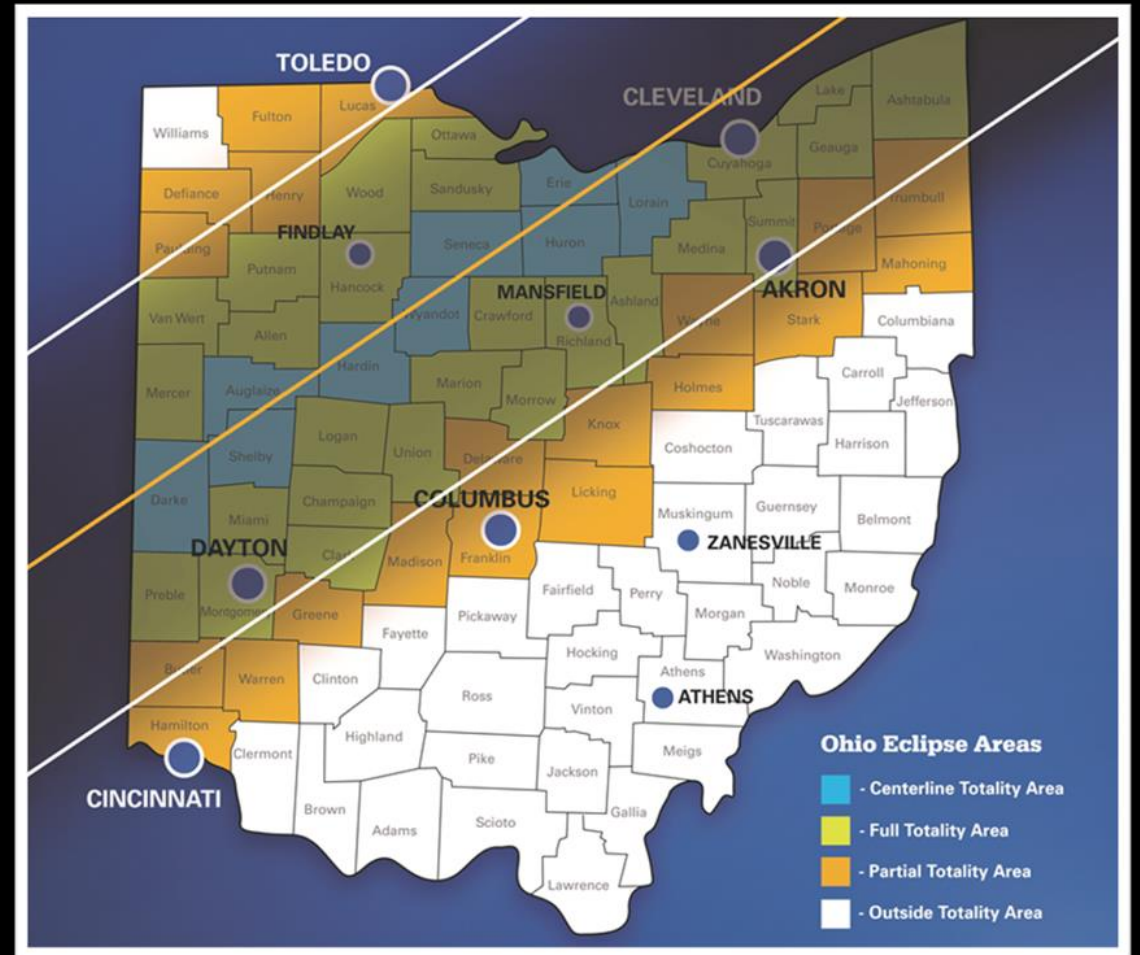 TOLEDO
CLEVELAND
Lake
Ashtabula
Williams
Fulton
Lucas
Ottawa
Geauga
Cuyahoga
Defiance
Henry
Wood
Sandusky
Erie
Lorain
Trumbull
Summit
Portage
Paulding
FINDLAY
Seneca
Huron
Medina
Putnam
Hancock
MANSFIELD
Ashland
AKRON
Mahoning
Van Wert
Allen
Wyandot
Crawford
Richland
Wayne
Stark
Columbiana
Mercer
Auglaize
Hardin
Marion
Morrow
Holmes
Carroll
Jefferson
Tuscarawas
Logan
Union
Knox
Coshocton
Harrison
Shelby
Delaware
Darke
Champaign
COLUMBUS
Licking
Muskingum
Guernsey
Belmont
Miami
DAYTON
Clark
Madison
Franklin
ZANESVILLE
Preble
Montgomery
Greene
Fairfield
Perry
Noble
Monroe
Pickaway
Morgan
Fayette
Hocking
Washington
Butler
Warren
Clinton
Ross
Athens
ATHENS
Vinton
Hamilton
Highland
Clermont
Pike
Jackson
Meigs
CINCINNATI
Brown
Adams
Scioto
Gallia
Lawrence
Ohio Eclipse Areas
- Centerline Totality Area
- Full Totality Area
- Partial Totality Area
- Outside Totality Area